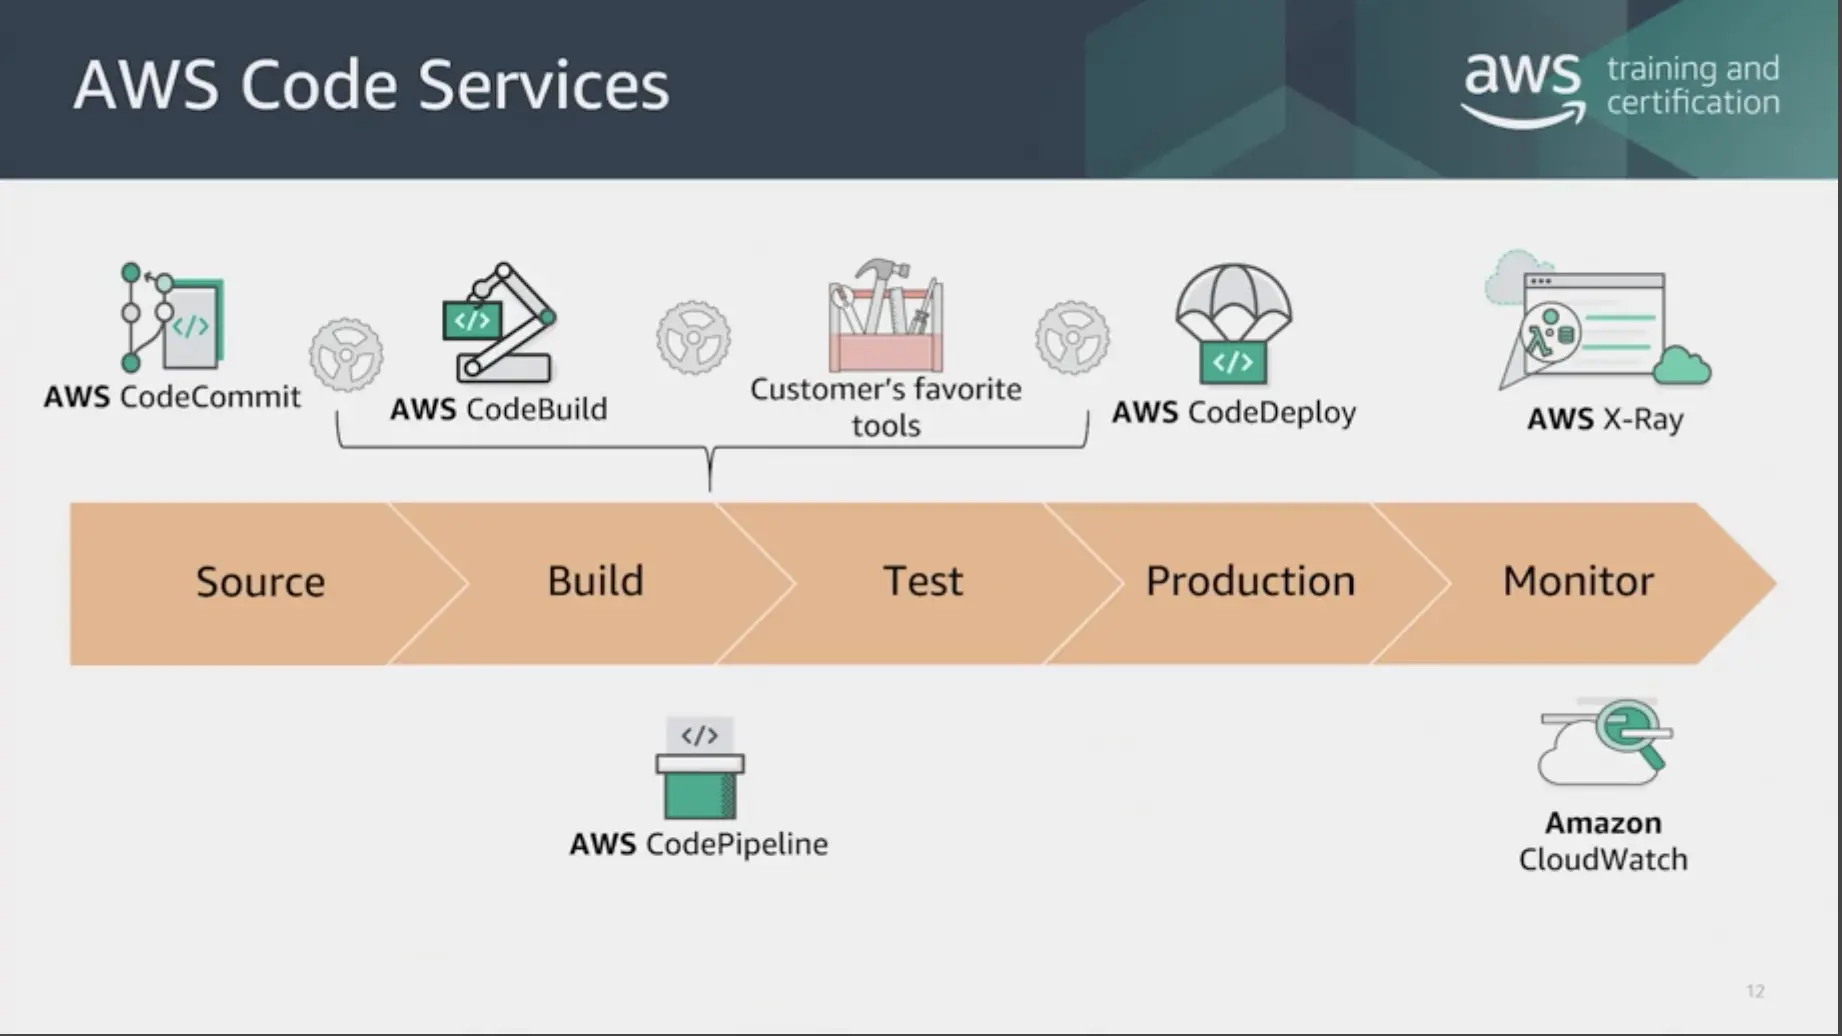 AWS Code Services
aws training and
certification
</>
</>
</>
AWS CodeCommit
AWS CodeBuild
Customer's favorite
tools
AWS CodeDeploy
AWS X-Ray
Source
Build
Test
Production
Monitor
</>
AWS CodePipeline
Amazon
CloudWatch
12